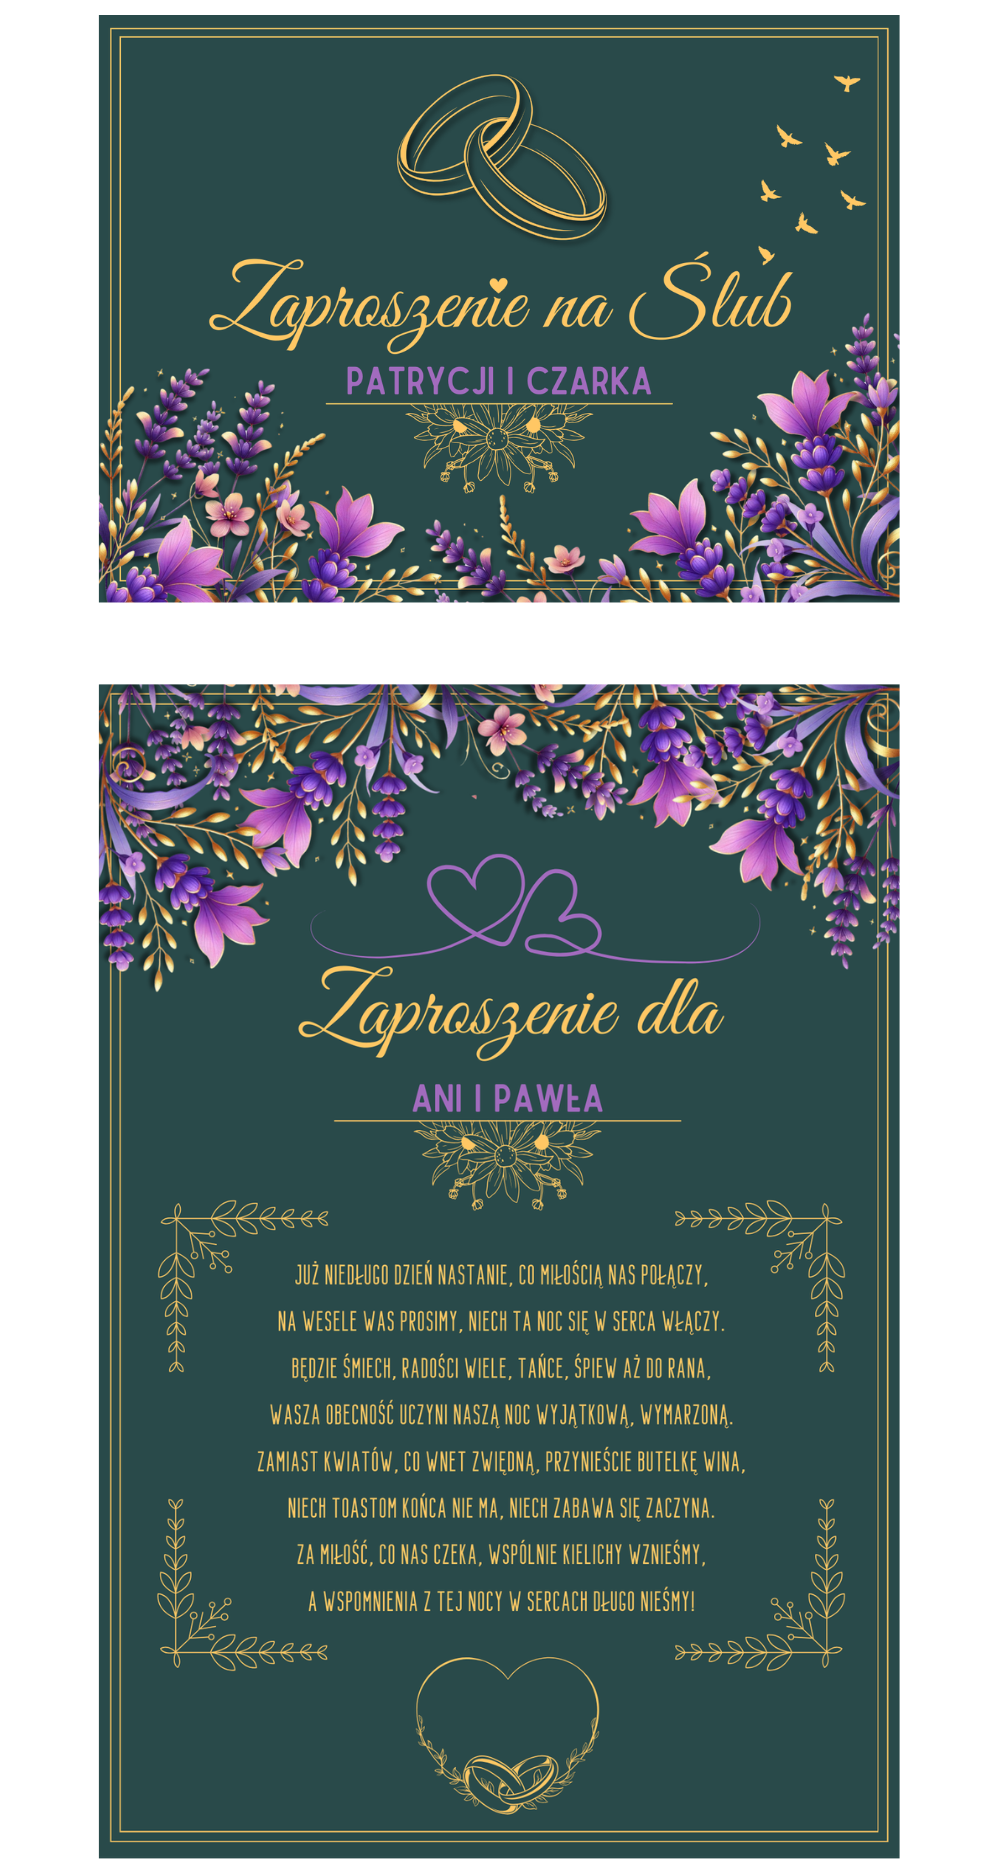 Zaproszenie na Ślub
PATRYCJI I CZARKA
Zaproszenie dla
ANI I PAWŁA
JUŻ NIEDŁUGO DZIEŃ NASTANIE, CO MIŁOŚCIĄ NAS POŁĄCZY,
NA WESELE WAS PROSIMY, NIECH TA NOC SIĘ W SERCA WŁĄCZY.
BĘDZIE ŚMIECH, RADOŚCI WIELE, TAŃCE, ŚPIEW AŻ DO RANA,
WASZA OBECNOŚĆ UCZYNI NASZĄ NOC WYJĄTKOWĄ, WYMARZONĄ.
ZAMIAST KWIATÓW, CO WNET ZWIĘDNĄ, PRZYNIEŚCIE BUTELKĘ WINA,
NIECH TOASTOM KOŃCA NIE MA, NIECH ZABAWA SIĘ ZACZYNA.
ZA MIŁOŚĆ, CO NAS CZEKA, WSPÓLNIE KIELICHY WZNIEŚMY,
A WSPOMNIENIA Z TEJ NOCY W SERCACH DŁUGO NIEŚMY!